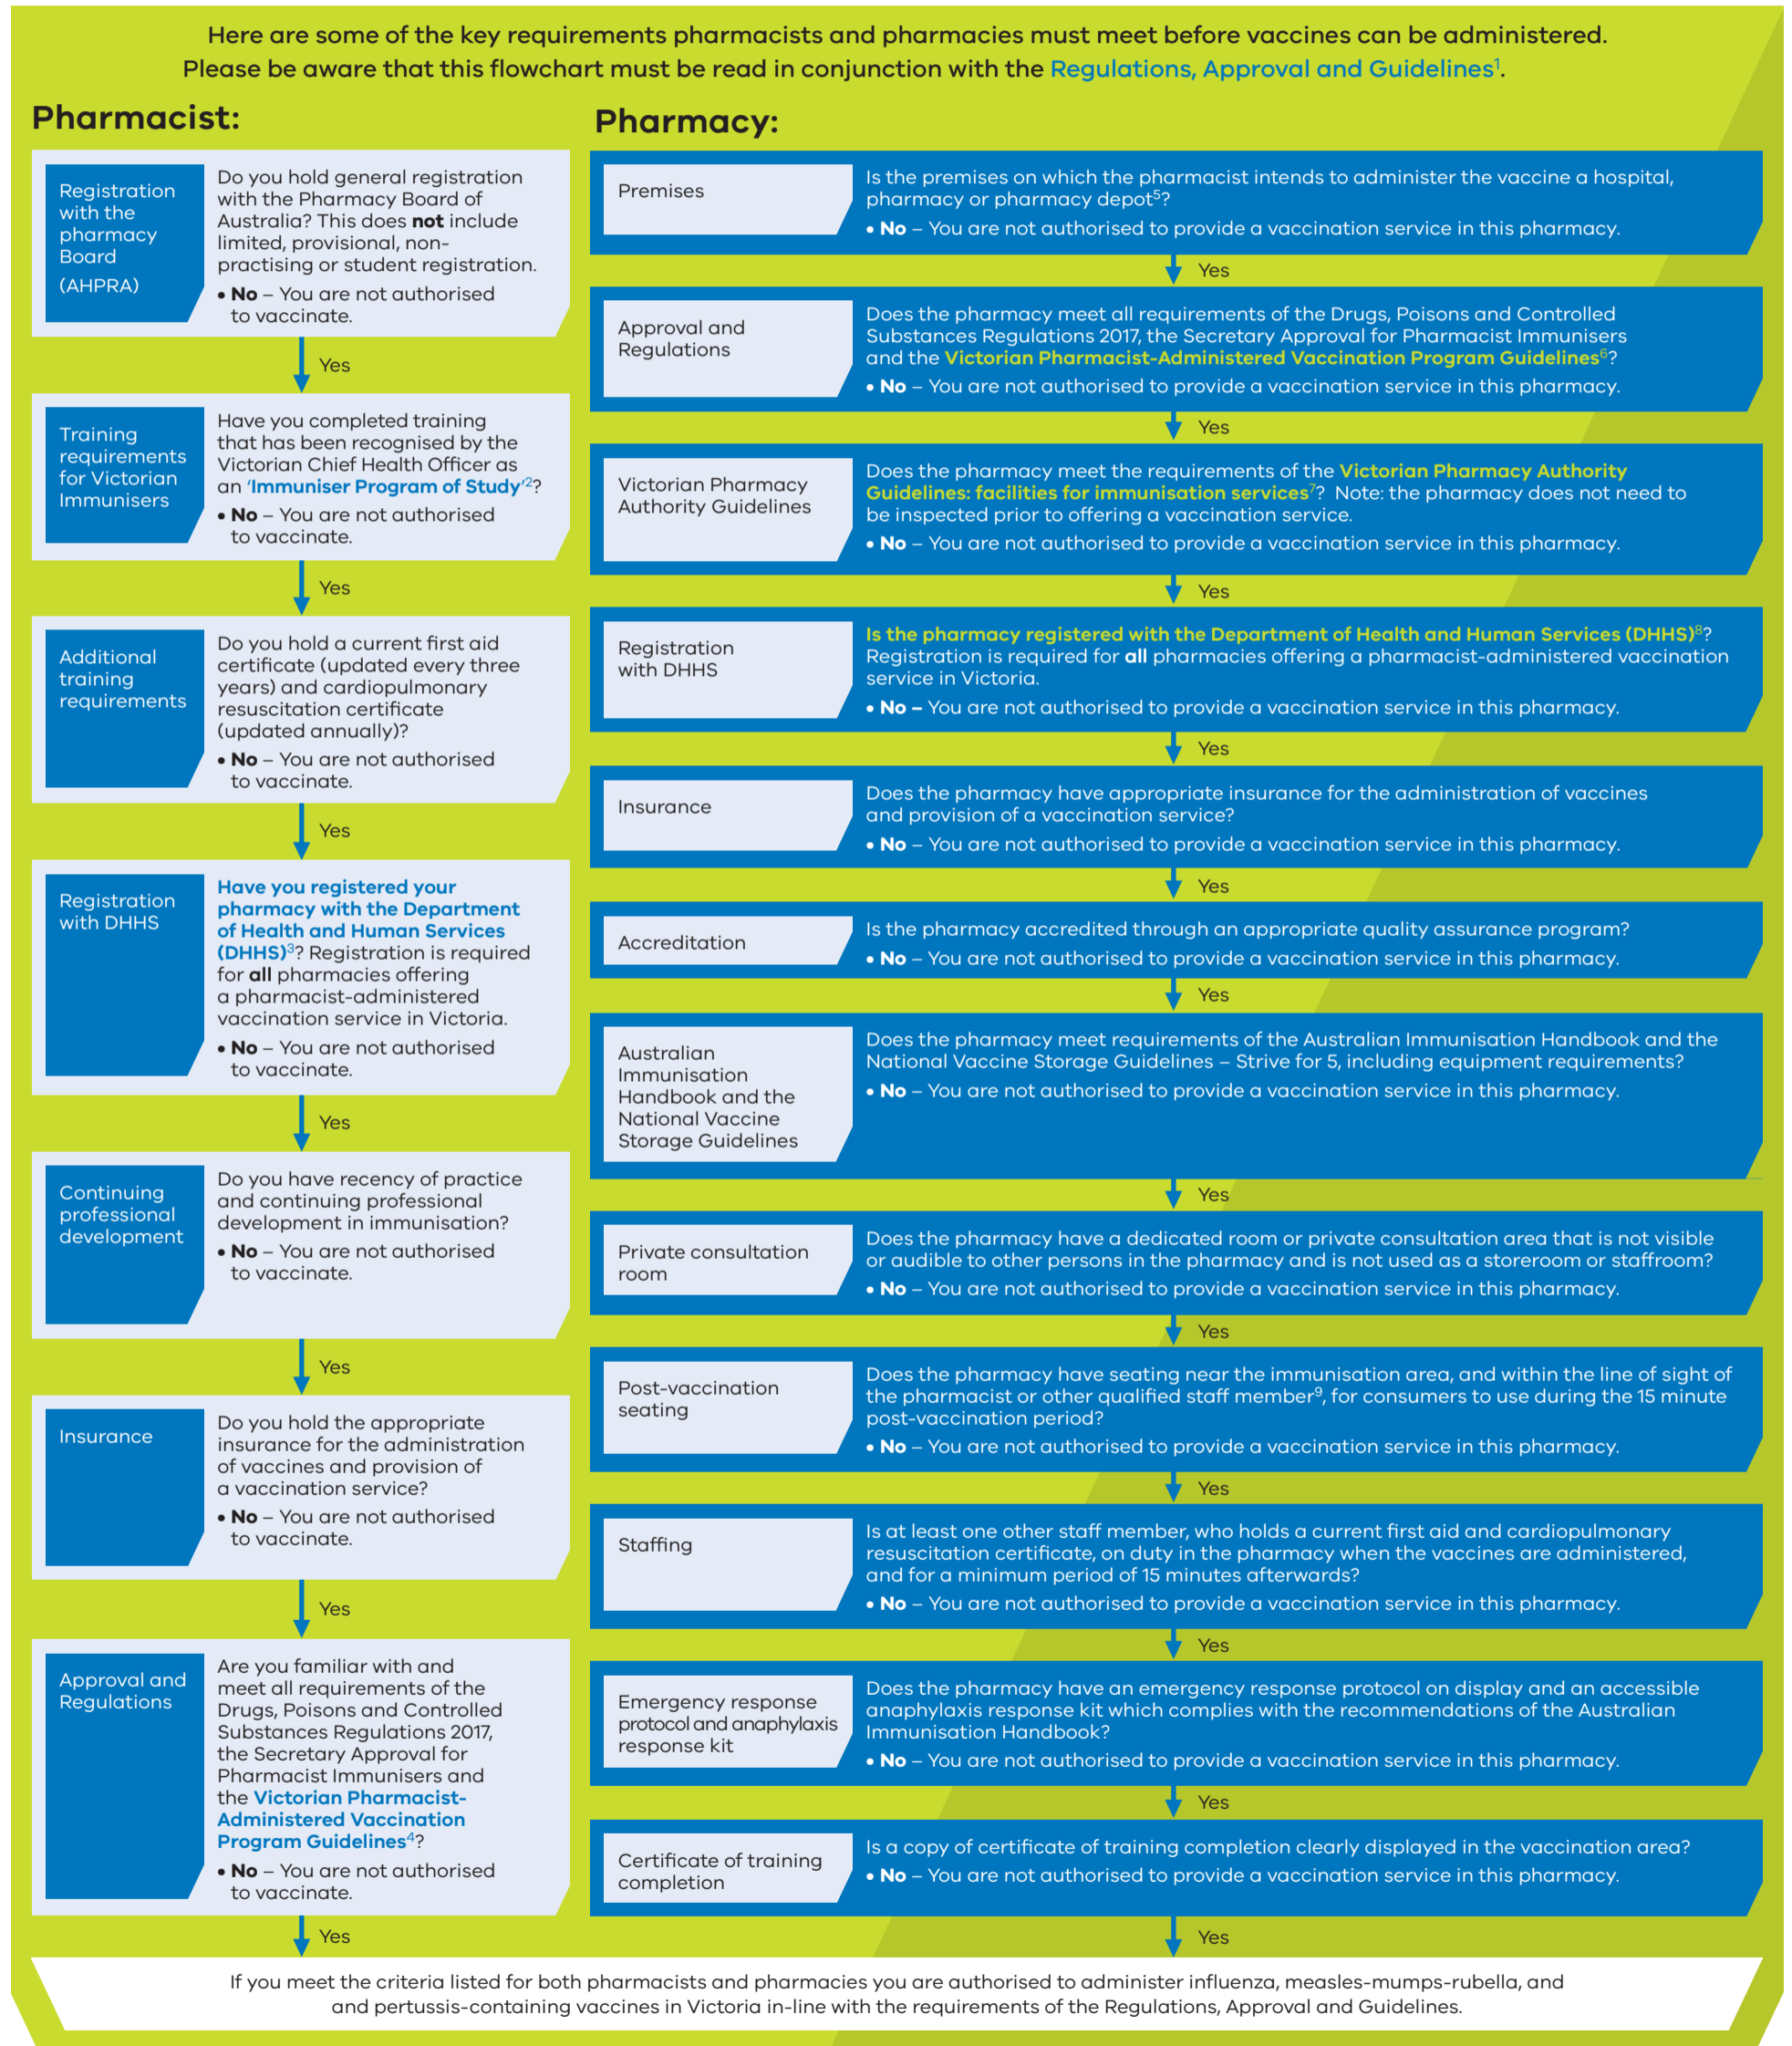 Here are some of the key requirements pharmacists and pharmacies must meet before vaccines can be administered.
Please be aware that this flowchart must be read in conjunction with the Regulations, Approval and Guidelines¹.
Pharmacist:
Registration
with the
pharmacy
Board
(AHPRA)
Do you hold general registration
with the Pharmacy Board of
Australia? This does not include
limited, provisional, non-
practising or student registration.
• No – You are not authorised
to vaccinate.
Yes
Training
requirements
for Victorian
Immunisers
Have you completed training
that has been recognised by the
Victorian Chief Health Officer as
an ‘Immuniser Program of Study’²?
• No – You are not authorised
to vaccinate.
Yes
Additional
training
requirements
Do you hold a current first aid
certificate (updated every three
years) and cardiopulmonary
resuscitation certificate
(updated annually)?
• No – You are not authorised
to vaccinate.
Yes
Registration
with DHHS
Have you registered your
pharmacy with the Department
of Health and Human Services
(DHHS)³? Registration is required
for all pharmacies offering
a pharmacist-administered
vaccination service in Victoria.
• No – You are not authorised
to vaccinate.
Yes
Continuing
professional
development
Do you have recency of practice
and continuing professional
development in immunisation?
• No – You are not authorised
to vaccinate.
Yes
Insurance
Do you hold the appropriate
insurance for the administration
of vaccines and provision of
a vaccination service?
• No – You are not authorised
to vaccinate.
Yes
Approval and
Regulations
Are you familiar with and
meet all requirements of the
Drugs, Poisons and Controlled
Substances Regulations 2017,
the Secretary Approval for
Pharmacist Immunisers and
the Victorian Pharmacist-
Administered Vaccination
Program Guidelines⁴?
• No – You are not authorised
to vaccinate.
Yes
Pharmacy:
Premises
Is the premises on which the pharmacist intends to administer the vaccine a hospital,
pharmacy or pharmacy depot⁵?
• No – You are not authorised to provide a vaccination service in this pharmacy.
Yes
Approval and
Regulations
Does the pharmacy meet all requirements of the Drugs, Poisons and Controlled
Substances Regulations 2017, the Secretary Approval for Pharmacist Immunisers
and the Victorian Pharmacist-Administered Vaccination Program Guidelines⁶?
• No – You are not authorised to provide a vaccination service in this pharmacy.
Yes
Victorian Pharmacy
Authority Guidelines
Does the pharmacy meet the requirements of the Victorian Pharmacy Authority
Guidelines: facilities for immunisation services⁷? Note: the pharmacy does not need to
be inspected prior to offering a vaccination service.
• No – You are not authorised to provide a vaccination service in this pharmacy.
Yes
Registration
with DHHS
Is the pharmacy registered with the Department of Health and Human Services (DHHS)⁸?
Registration is required for all pharmacies offering a pharmacist-administered vaccination
service in Victoria.
• No – You are not authorised to provide a vaccination service in this pharmacy.
Yes
Insurance
Does the pharmacy have appropriate insurance for the administration of vaccines
and provision of a vaccination service?
• No – You are not authorised to provide a vaccination service in this pharmacy.
Yes
Accreditation
Is the pharmacy accredited through an appropriate quality assurance program?
• No – You are not authorised to provide a vaccination service in this pharmacy.
Yes
Australian
Immunisation
Handbook and the
National Vaccine
Storage Guidelines
Does the pharmacy meet requirements of the Australian Immunisation Handbook and the
National Vaccine Storage Guidelines – Strive for 5, including equipment requirements?
• No – You are not authorised to provide a vaccination service in this pharmacy.
Yes
Private consultation
room
Does the pharmacy have a dedicated room or private consultation area that is not visible
or audible to other persons in the pharmacy and is not used as a storeroom or staffroom?
• No – You are not authorised to provide a vaccination service in this pharmacy.
Yes
Post-vaccination
seating
Does the pharmacy have seating near the immunisation area, and within the line of sight of
the pharmacist or other qualified staff member⁹, for consumers to use during the 15 minute
post-vaccination period?
• No – You are not authorised to provide a vaccination service in this pharmacy.
Yes
Staffing
Is at least one other staff member, who holds a current first aid and cardiopulmonary
resuscitation certificate, on duty in the pharmacy when the vaccines are administered,
and for a minimum period of 15 minutes afterwards?
• No – You are not authorised to provide a vaccination service in this pharmacy.
Yes
Emergency response
protocol and anaphylaxis
response kit
Does the pharmacy have an emergency response protocol on display and an accessible
anaphylaxis response kit which complies with the recommendations of the Australian
Immunisation Handbook?
• No – You are not authorised to provide a vaccination service in this pharmacy.
Yes
Certificate of training
completion
Is a copy of certificate of training completion clearly displayed in the vaccination area?
• No – You are not authorised to provide a vaccination service in this pharmacy.
Yes
If you meet the criteria listed for both pharmacists and pharmacies you are authorised to administer influenza, measles-mumps-rubella, and
and pertussis-containing vaccines in Victoria in-line with the requirements of the Regulations, Approval and Guidelines.